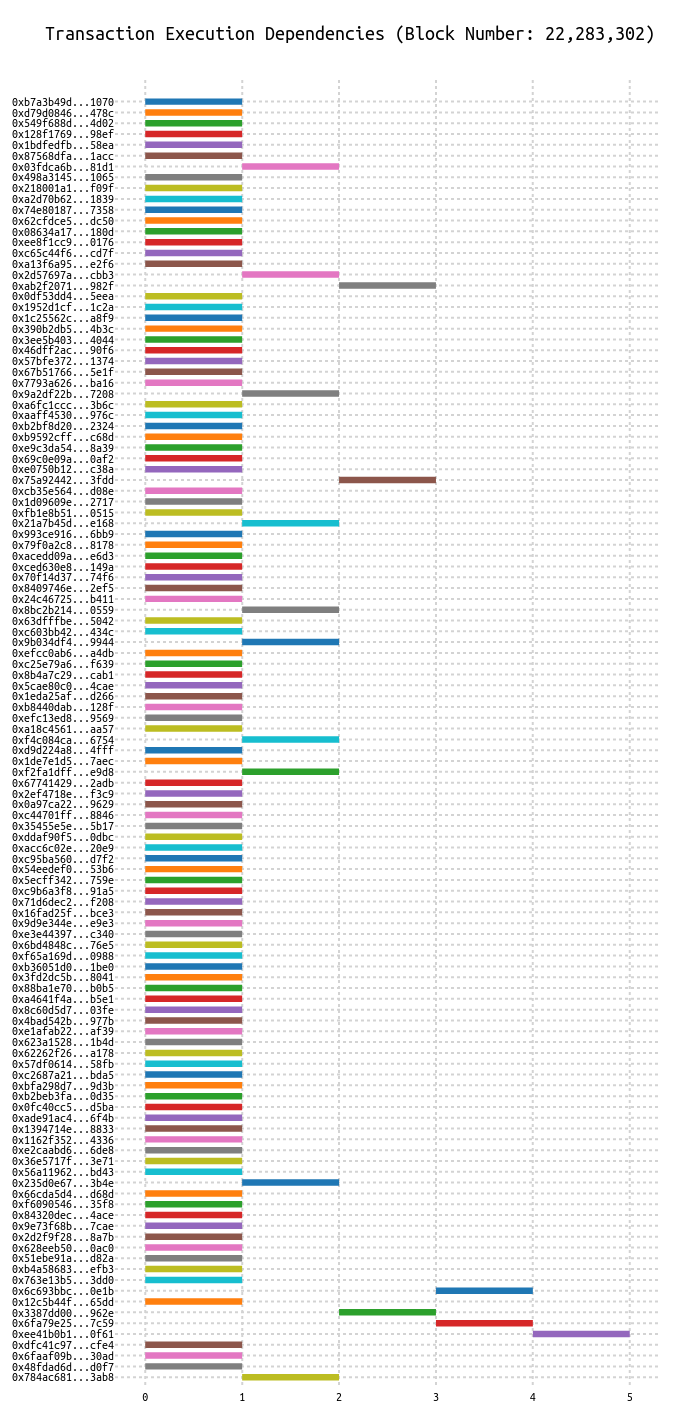 Transaction Execution Dependencies (Block Number: 22,283,302)
0xb7a3b49d...1070
0xd79d0846...478c
0x549f688d...4d02
0x128f1769...98ef
0x1bdfedfb...58ea
0x87568dfa...1acc
0x03fdca6b...81d1
0x498a3145...1065
0x218001a1...f09f
0xa2d70b62...1839
0x74e80187...7358
0x62cfdce5...dc50
0x08634a17...180d
0xee8f1cc9...0176
0xc65c44f6...cd7f
0xa13f6a95...e2f6
0x2d57697a...cbb3
0xab2f2071...982f
0x0df53dd4...5eea
0x1952d1cf...1c2a
0x1c25562c...a8f9
0x390b2db5...4b3c
0x3ee5b403...4044
0x46dff2ac...90f6
0x57bfe372...1374
0x67b51766...5e1f
0x7793a626...ba16
0x9a2df22b...7208
0xa6fc1ccc...3b6c
0xaaff4530...976c
0xb2bf8d20...2324
0xb9592cff...c68d
0xe9c3da54...8a39
0x69c0e09a...0af2
0xe0750b12...c38a
0x75a92442...3fdd
0xcb35e564...d08e
0x1d09609e...2717
0xfb1e8b51...0515
0x21a7b45d...e168
0x993ce916...6bb9
0x79f0a2c8...8178
0xacedd09a...e6d3
0xced630e8...149a
0x70f14d37...74f6
0x8409746e...2ef5
0x24c46725...b411
0x8bc2b214...0559
0x63dfffbe...5042
0xc603bb42...434c
0x9b034df4...9944
0xefcc0ab6...a4db
0xc25e79a6...f639
0x8b4a7c29...cab1
0x5cae80c0...4cae
0x1eda25af...d266
0xb8440dab...128f
0xefc13ed8...9569
0xa18c4561...aa57
0xf4c084ca...6754
0xd9d224a8...4fff
0x1de7e1d5...7aec
0xf2fa1dff...e9d8
0x67741429...2adb
0x2ef4718e...f3c9
0x0a97ca22...9629
0xc44701ff...8846
0x35455e5e...5b17
0xddaf90f5...0dbc
0xacc6c02e...20e9
0xc95ba560...d7f2
0x54eedef0...53b6
0x5ecff342...759e
0xc9b6a3f8...91a5
0x71d6dec2...f208
0x16fad25f...bce3
0x9d9e344e...e9e3
0xe3e44397...c340
0x6bd4848c...76e5
0xf65a169d...0988
0xb36051d0...1be0
0x3fd2dc5b...8041
0x88ba1e70...b0b5
0xa4641f4a...b5e1
0x8c60d5d7...03fe
0x4bad542b...977b
0xe1afab22...af39
0x623a1528...1b4d
0x62262f26...a178
0x57df0614...58fb
0xc2687a21...bda5
0xbfa298d7...9d3b
0xb2beb3fa...0d35
0x0fc40cc5...d5ba
0xade91ac4...6f4b
0x1394714e...8833
0x1162f352...4336
0xe2caabd6...6de8
0x36e5717f...3e71
0x56a11962...bd43
0x235d0e67...3b4e
0x66cda5d4...d68d
0xf6090546...35f8
0x84320dec...4ace
0x9e73f68b...7cae
0x2d2f9f28...8a7b
0x628eeb50...0ac0
0x51ebe91a...d82a
0xb4a58683...efb3
0x763e13b5...3dd0
0x6c693bbc...0e1b
0x12c5b44f...65dd
0x3387dd00...962e
0x6fa79e25...7c59
0xee41b0b1...0f61
0xdfc41c97...cfe4
0x6faaf09b...30ad
0x48fdad6d...d0f7
0x784ac681...3ab8
0 1 2 3 4 5